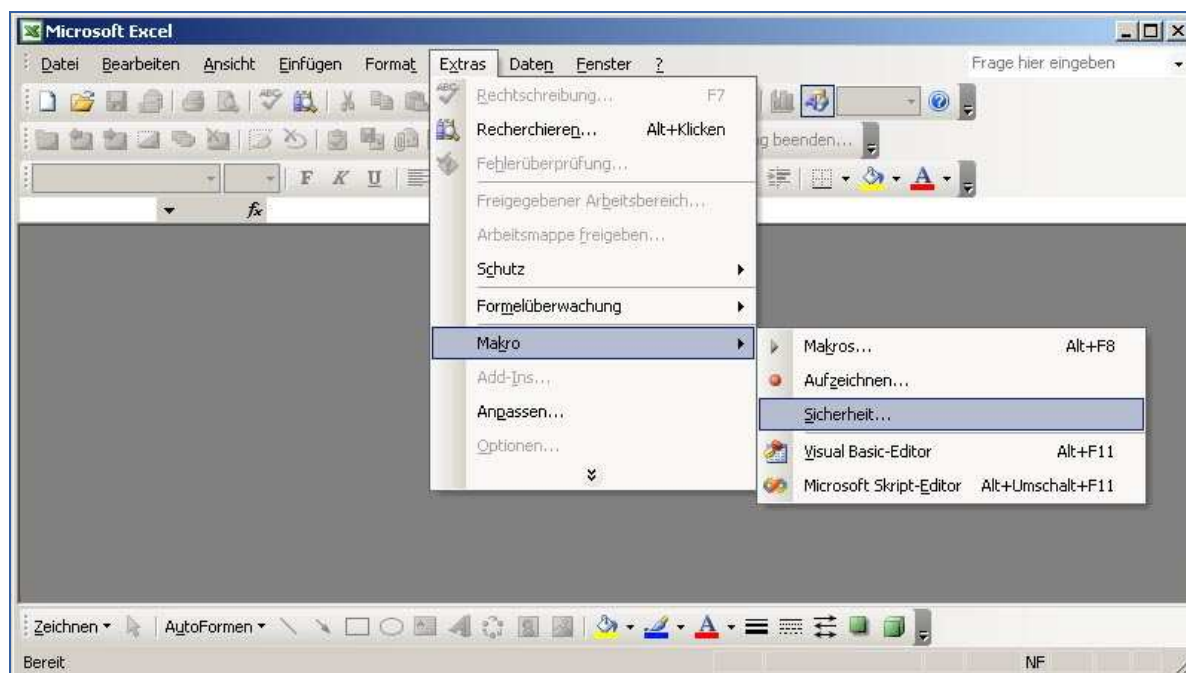 Microsoft Excel
Datei Bearbeiten Ansicht Einfügen Format Extras Daten Fenster ?
Frage hier eingeben
Rechtschreibung... F7
Recherchieren... Alt+Klicken
Fehlerüberprüfung...
Freigegebener Arbeitsbereich...
Arbeitsmappe freigeben...
Schutz
Formelüberwachung
Makro
Add-Ins...
Anpassen...
Optionen...
Makros... Alt+F8
Aufzeichnen...
Sicherheit...
Visual Basic-Editor Alt+F11
Microsoft Skript-Editor Alt+Umschalt+F11
beenden...
F K U
A
fx
Zeichnen AutoFormen
A
Bereit
NF